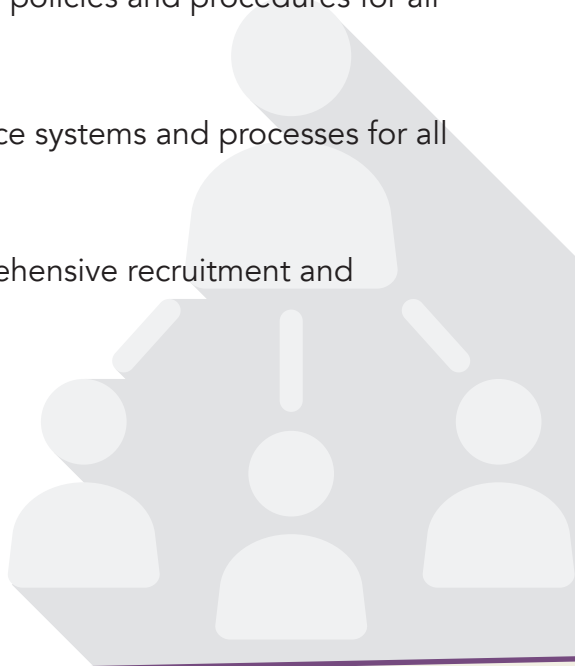 policies and procedures for all
ce systems and processes for all
ehensive recruitment and